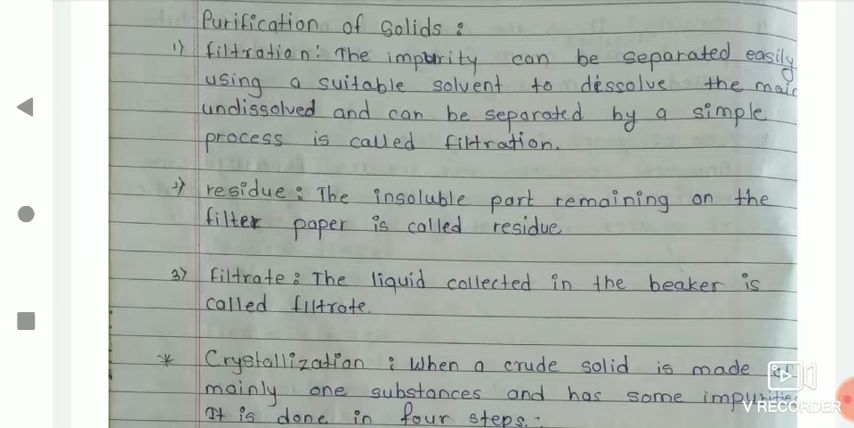 Purification of Solids :
1) filtration : The impurity can be separated easily
using a suitable solvent to dissolve the main
undissolved and can be separated by a simple
process is called filtration.
2) residue : The insoluble part remaining on the
filter paper is called residue
3) filtrate : The liquid collected in the beaker is
called filtrate.
* Crystallization : When a crude solid is made of
mainly one substances and has some impurities
It is done in four steps. :
V RECORDER